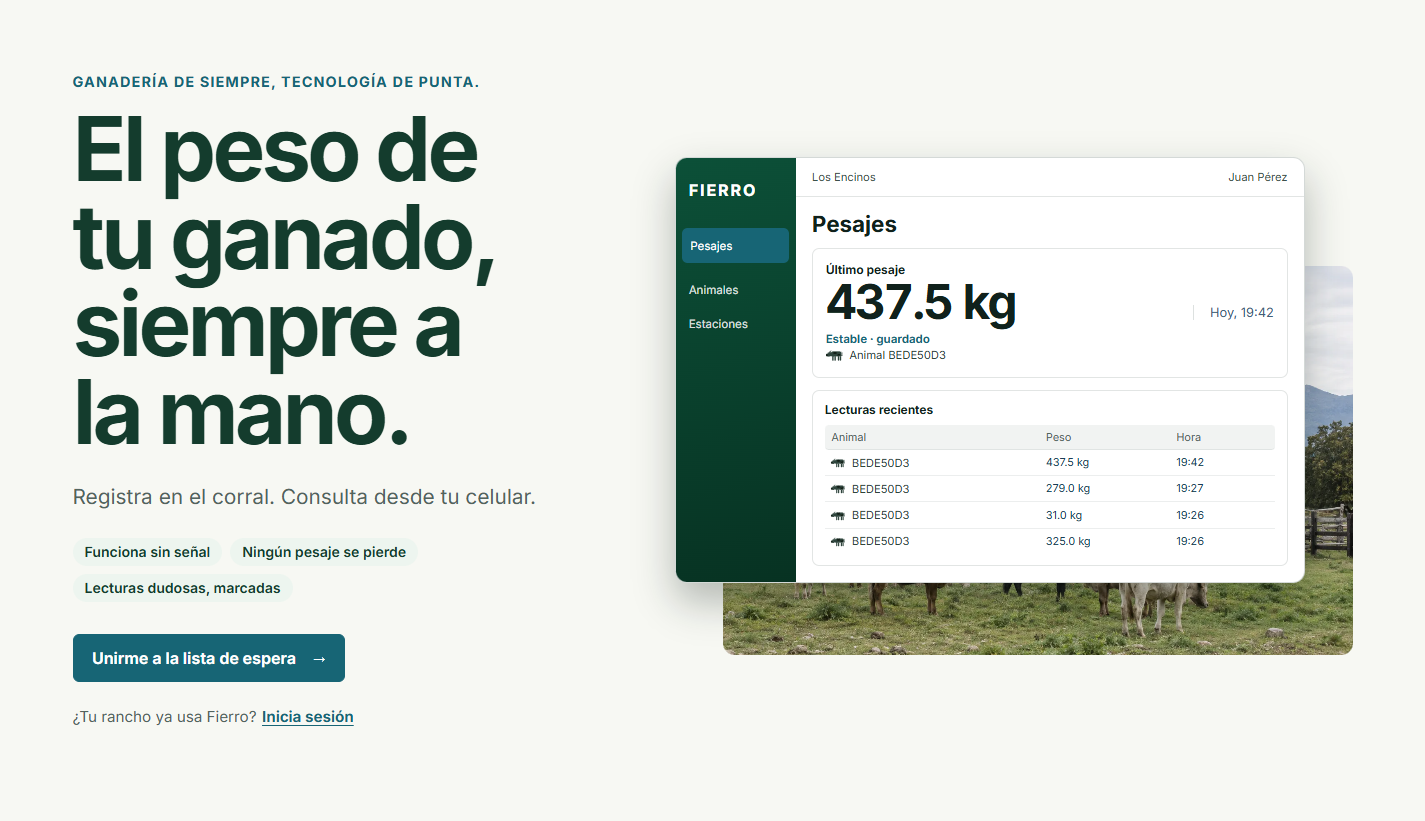 GANADERÍA DE SIEMPRE, TECNOLOGÍA DE PUNTA.
El peso de
tu ganado,
siempre a
la mano.
Registra en el corral. Consulta desde tu celular.
Funciona sin señal
Ningún pesaje se pierde
Lecturas dudosas, marcadas
Unirme a la lista de espera →
¿Tu rancho ya usa Fierro? Inicia sesión
FIERRO
Pesajes
Animales
Estaciones
Los Encinos
Juan Pérez
Pesajes
Último pesaje
437.5 kg
Hoy, 19:42
Estable · guardado
Animal BEDE50D3
Lecturas recientes
Animal Peso Hora
BEDE50D3 437.5 kg 19:42
BEDE50D3 279.0 kg 19:27
BEDE50D3 31.0 kg 19:26
BEDE50D3 325.0 kg 19:26